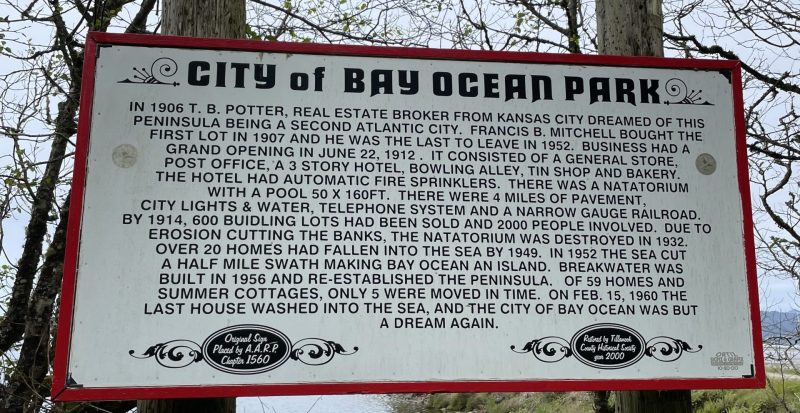 CITY of BAY OCEAN PARK
IN 1906 T. B. POTTER, REAL ESTATE BROKER FROM KANSAS CITY DREAMED OF THIS
PENINSULA BEING A SECOND ATLANTIC CITY. FRANCIS B. MITCHELL BOUGHT THE
FIRST LOT IN 1907 AND HE WAS THE LAST TO LEAVE IN 1952. BUSINESS HAD A
GRAND OPENING IN JUNE 22, 1912 . IT CONSISTED OF A GENERAL STORE,
POST OFFICE, A 3 STORY HOTEL, BOWLING ALLEY, TIN SHOP AND BAKERY.
THE HOTEL HAD AUTOMATIC FIRE SPRINKLERS. THERE WAS A NATATORIUM
WITH A POOL 50 X 160FT. THERE WERE 4 MILES OF PAVEMENT,
CITY LIGHTS & WATER, TELEPHONE SYSTEM AND A NARROW GAUGE RAILROAD.
BY 1914, 600 BUIDLING LOTS HAD BEEN SOLD AND 2000 PEOPLE INVOLVED. DUE TO
EROSION CUTTING THE BANKS, THE NATATORIUM WAS DESTROYED IN 1932.
OVER 20 HOMES HAD FALLEN INTO THE SEA BY 1949. IN 1952 THE SEA CUT
A HALF MILE SWATH MAKING BAY OCEAN AN ISLAND. BREAKWATER WAS
BUILT IN 1956 AND RE-ESTABLISHED THE PENINSULA. OF 59 HOMES AND
SUMMER COTTAGES, ONLY 5 WERE MOVED IN TIME. ON FEB. 15, 1960 THE
LAST HOUSE WASHED INTO THE SEA, AND THE CITY OF BAY OCEAN WAS BUT
A DREAM AGAIN.
Original Sign
Placed by A.A.R.P.
Chapter 1560
Restored by Tillamook
County Historical Society
year 2000